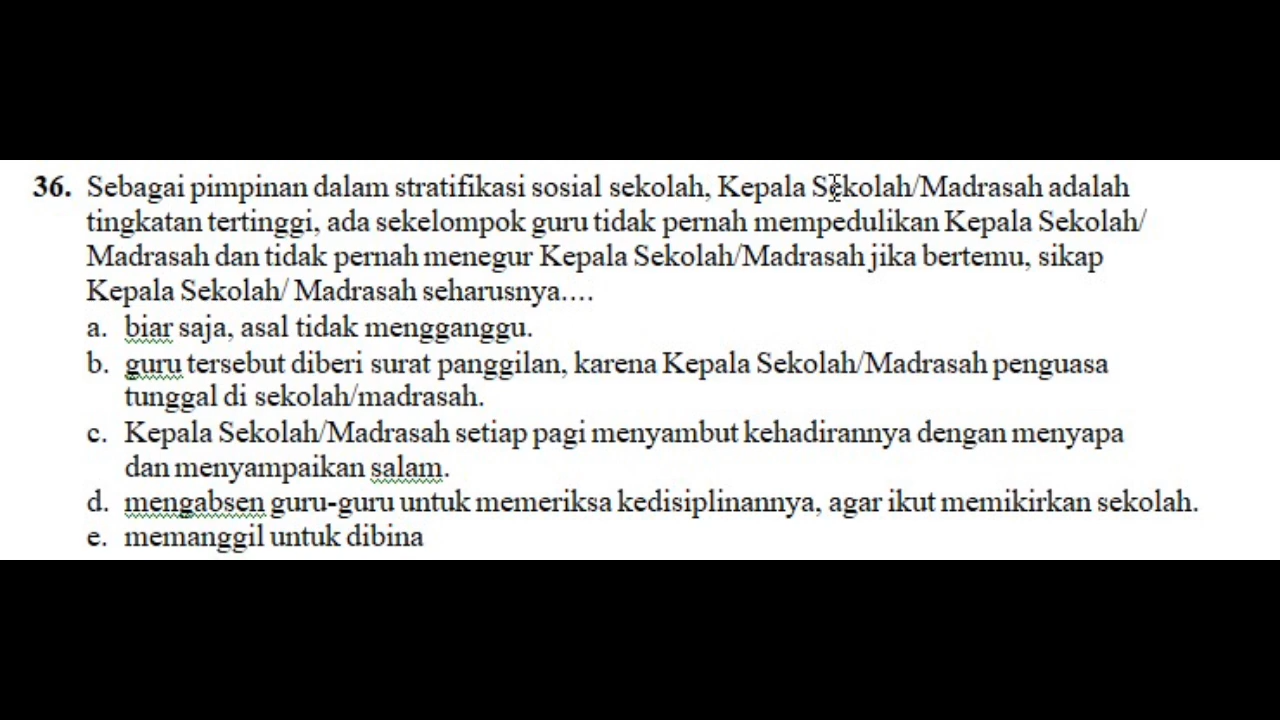 36. Sebagai pimpinan dalam stratifikasi sosial sekolah, Kepala Sekolah/Madrasah adalah
tingkatan tertinggi, ada sekelompok guru tidak pernah mempedulikan Kepala Sekolah/
Madrasah dan tidak pernah menegur Kepala Sekolah/Madrasah jika bertemu, sikap
Kepala Sekolah/ Madrasah seharusnya....
a. biar saja, asal tidak mengganggu.
b. guru tersebut diberi surat panggilan, karena Kepala Sekolah/Madrasah penguasa
tunggal di sekolah/madrasah.
c. Kepala Sekolah/Madrasah setiap pagi menyambut kehadirannya dengan menyapa
dan menyampaikan salam.
d. mengabsen guru-guru untuk memeriksa kedisiplinannya, agar ikut memikirkan sekolah.
e. memanggil untuk dibina